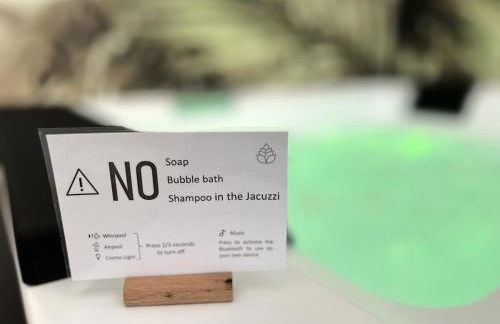 NO
Soap
Bubble bath
Shampoo in the Jacuzzi
Whirlpool
Airpool
Cromo Light
Press 2/3 seconds
to turn off
Music
Press to activate the
Bluetooth to use on
your own device